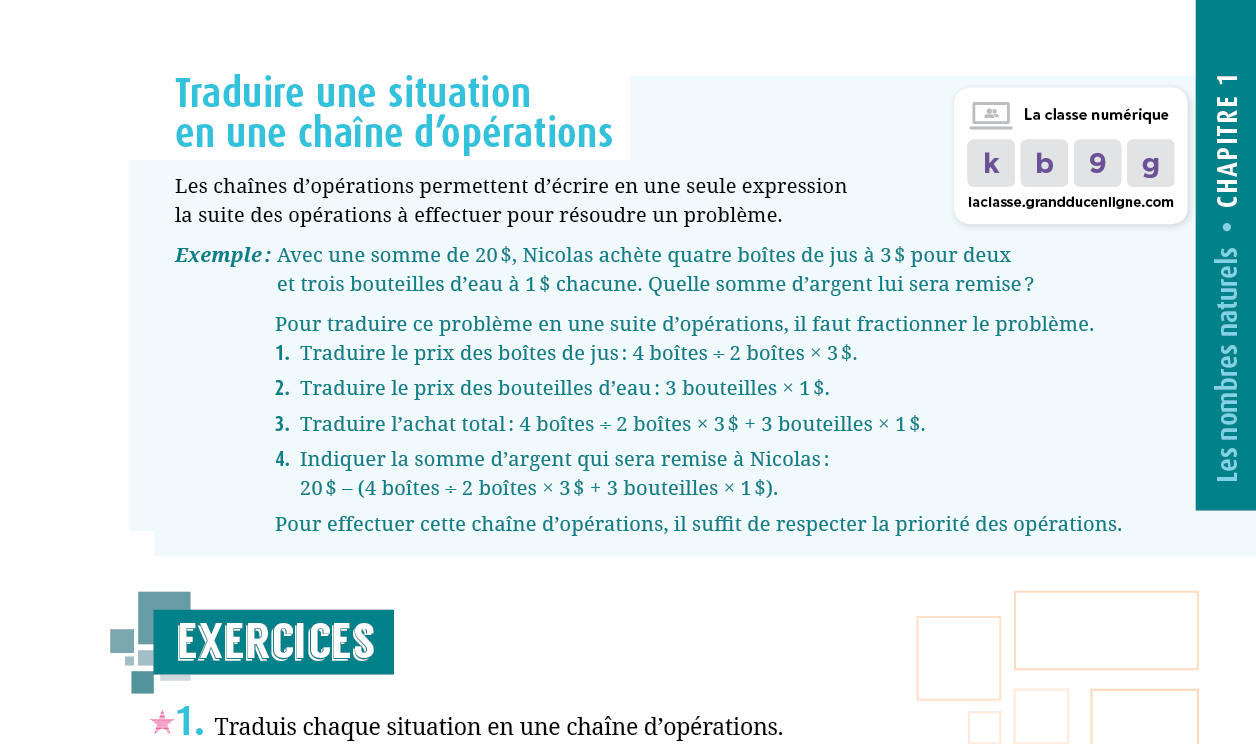 Traduire une situation
en une chaîne d’opérations
La classe numérique
k b 9 g
laclasse.grandducenligne.com
Les chaînes d’opérations permettent d’écrire en une seule expression
la suite des opérations à effectuer pour résoudre un problème.
Exemple : Avec une somme de 20 $, Nicolas achète quatre boîtes de jus à 3 $ pour deux
et trois bouteilles d’eau à 1 $ chacune. Quelle somme d’argent lui sera remise ?
Pour traduire ce problème en une suite d’opérations, il faut fractionner le problème.
1. Traduire le prix des boîtes de jus : 4 boîtes ÷ 2 boîtes × 3 $.
2. Traduire le prix des bouteilles d’eau : 3 bouteilles × 1 $.
3. Traduire l’achat total : 4 boîtes ÷ 2 boîtes × 3 $ + 3 bouteilles × 1 $.
4. Indiquer la somme d’argent qui sera remise à Nicolas :
20 $ – (4 boîtes ÷ 2 boîtes × 3 $ + 3 bouteilles × 1 $).
Pour effectuer cette chaîne d’opérations, il suffit de respecter la priorité des opérations.
Les nombres naturels • CHAPITRE 1
EXERCICES
1. Traduis chaque situation en une chaîne d’opérations.